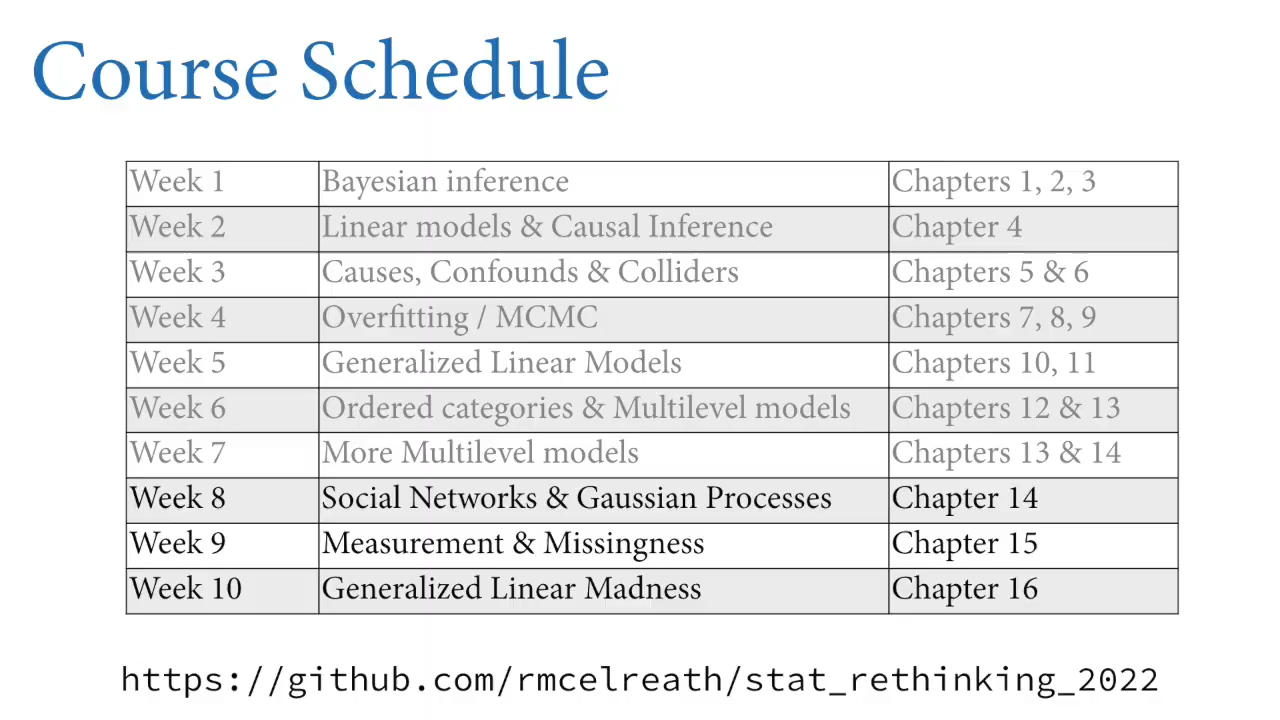 Course Schedule
Week 1 Bayesian inference Chapters 1, 2, 3
Week 2 Linear models & Causal Inference Chapter 4
Week 3 Causes, Confounds & Colliders Chapters 5 & 6
Week 4 Overfitting / MCMC Chapters 7, 8, 9
Week 5 Generalized Linear Models Chapters 10, 11
Week 6 Ordered categories & Multilevel models Chapters 12 & 13
Week 7 More Multilevel models Chapters 13 & 14
Week 8 Social Networks & Gaussian Processes Chapter 14
Week 9 Measurement & Missingness Chapter 15
Week 10 Generalized Linear Madness Chapter 16
https://github.com/rmcelreath/stat_rethinking_2022